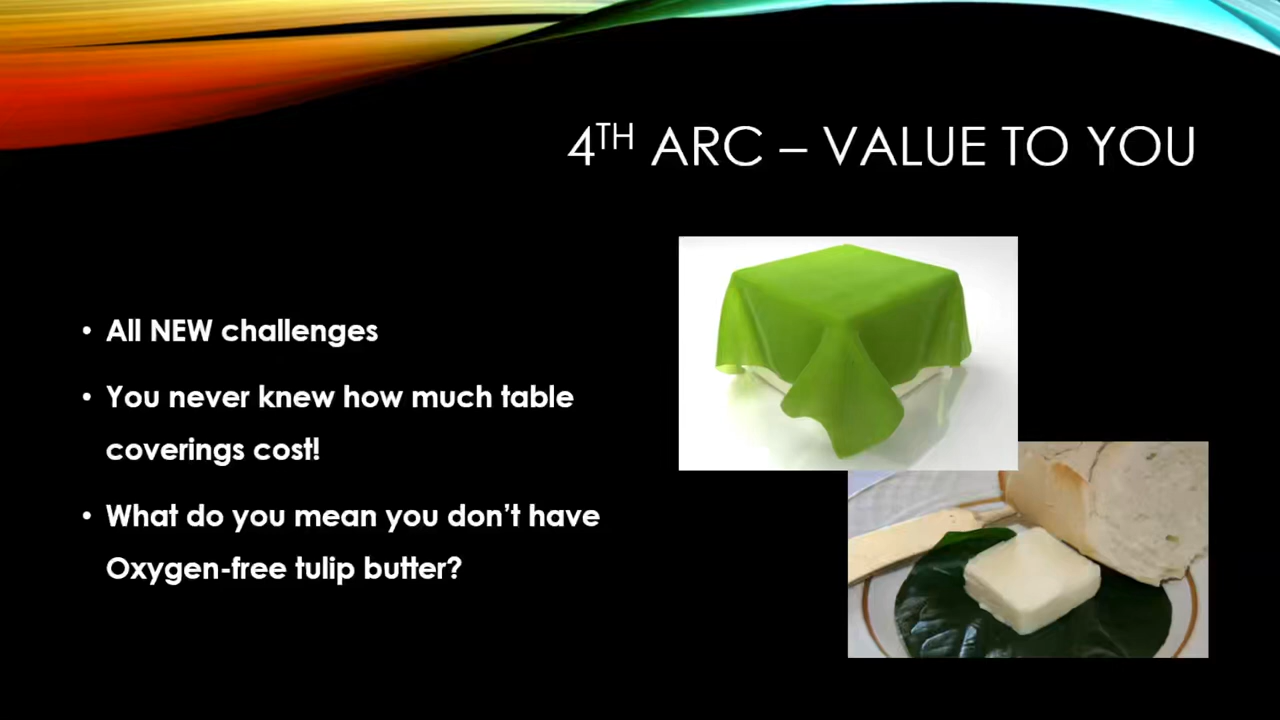 4TH ARC – VALUE TO YOU
• All NEW challenges
• You never knew how much table
coverings cost!
• What do you mean you don’t have
Oxygen-free tulip butter?